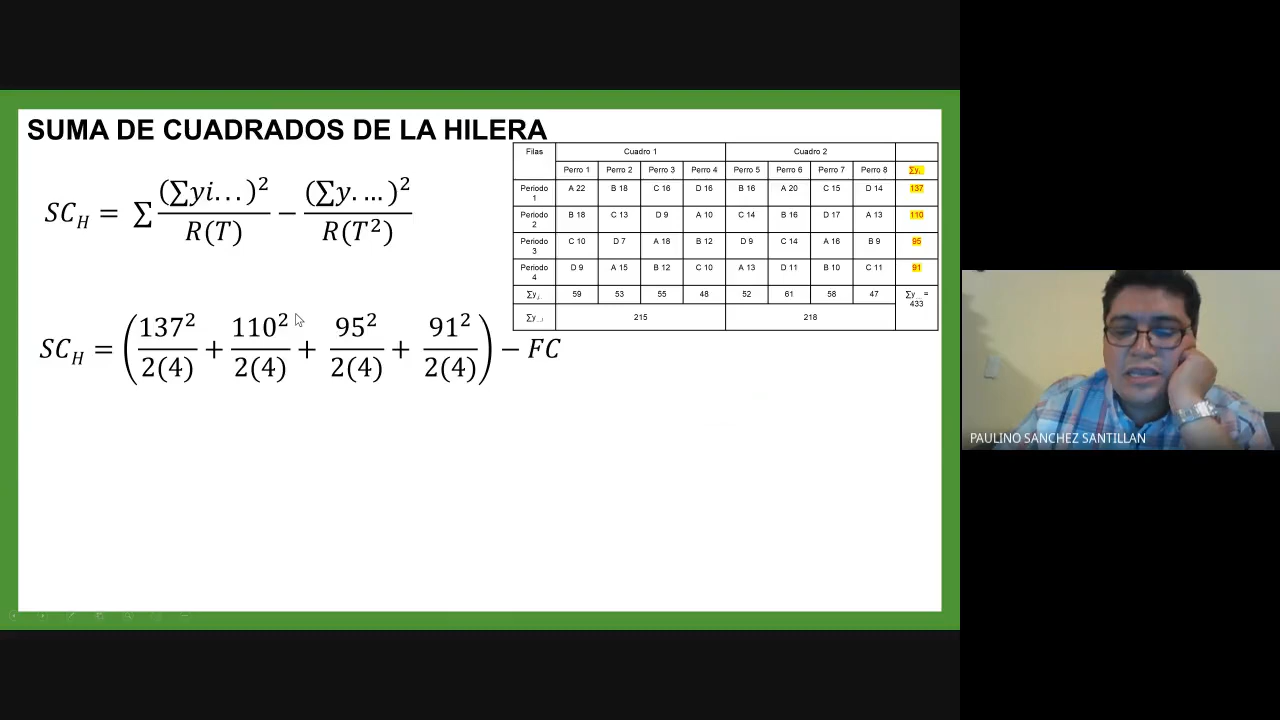 SUMA DE CUADRADOS DE LA HILERA
SC_H = ∑ (∑yi...)² / R(T) − (∑y....)² / R(T²)
SC_H = (137² / 2(4) + 110² / 2(4) + 95² / 2(4) + 91² / 2(4)) − FC
Filas Cuadro 1 Cuadro 2
Perro 1 Perro 2 Perro 3 Perro 4 Perro 5 Perro 6 Perro 7 Perro 8 ∑y.
Periodo 1 A 22 B 18 C 16 D 16 B 16 A 20 C 15 D 14 137
Periodo 2 B 18 C 13 D 9 A 10 C 14 B 16 D 17 A 13 110
Periodo 3 C 10 D 7 A 18 B 12 D 9 C 14 A 16 B 9 95
Periodo 4 D 9 A 15 B 12 C 10 A 13 D 11 B 10 C 11 91
∑y.j.. 59 53 55 48 52 61 58 47 ∑y.... = 433
∑y...l 215 218
PAULINO SANCHEZ SANTILLAN